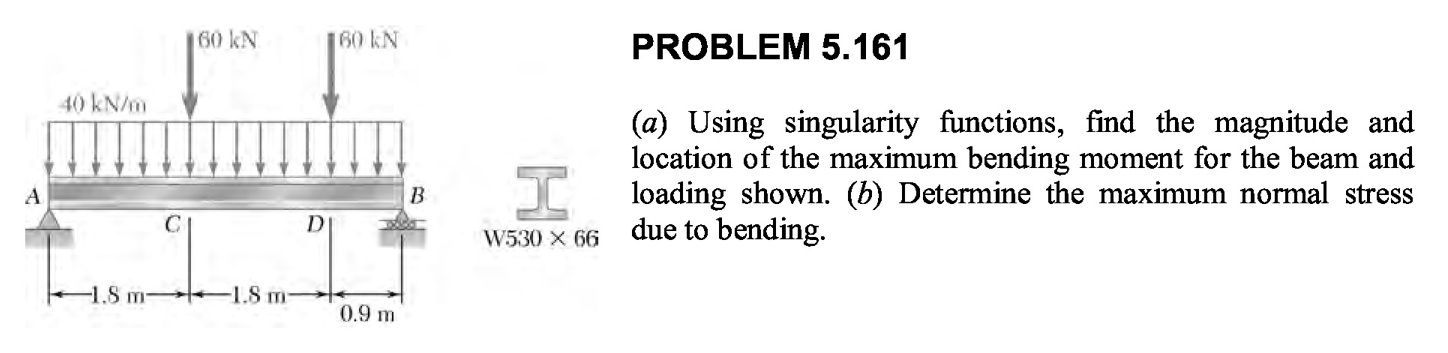 60 kN 60 kN
PROBLEM 5.161
40 kN/m
(a) Using singularity functions, find the magnitude and
location of the maximum bending moment for the beam and
loading shown. (b) Determine the maximum normal stress
due to bending.
A B
C D
W530 × 66
1.8 m 1.8 m
0.9 m